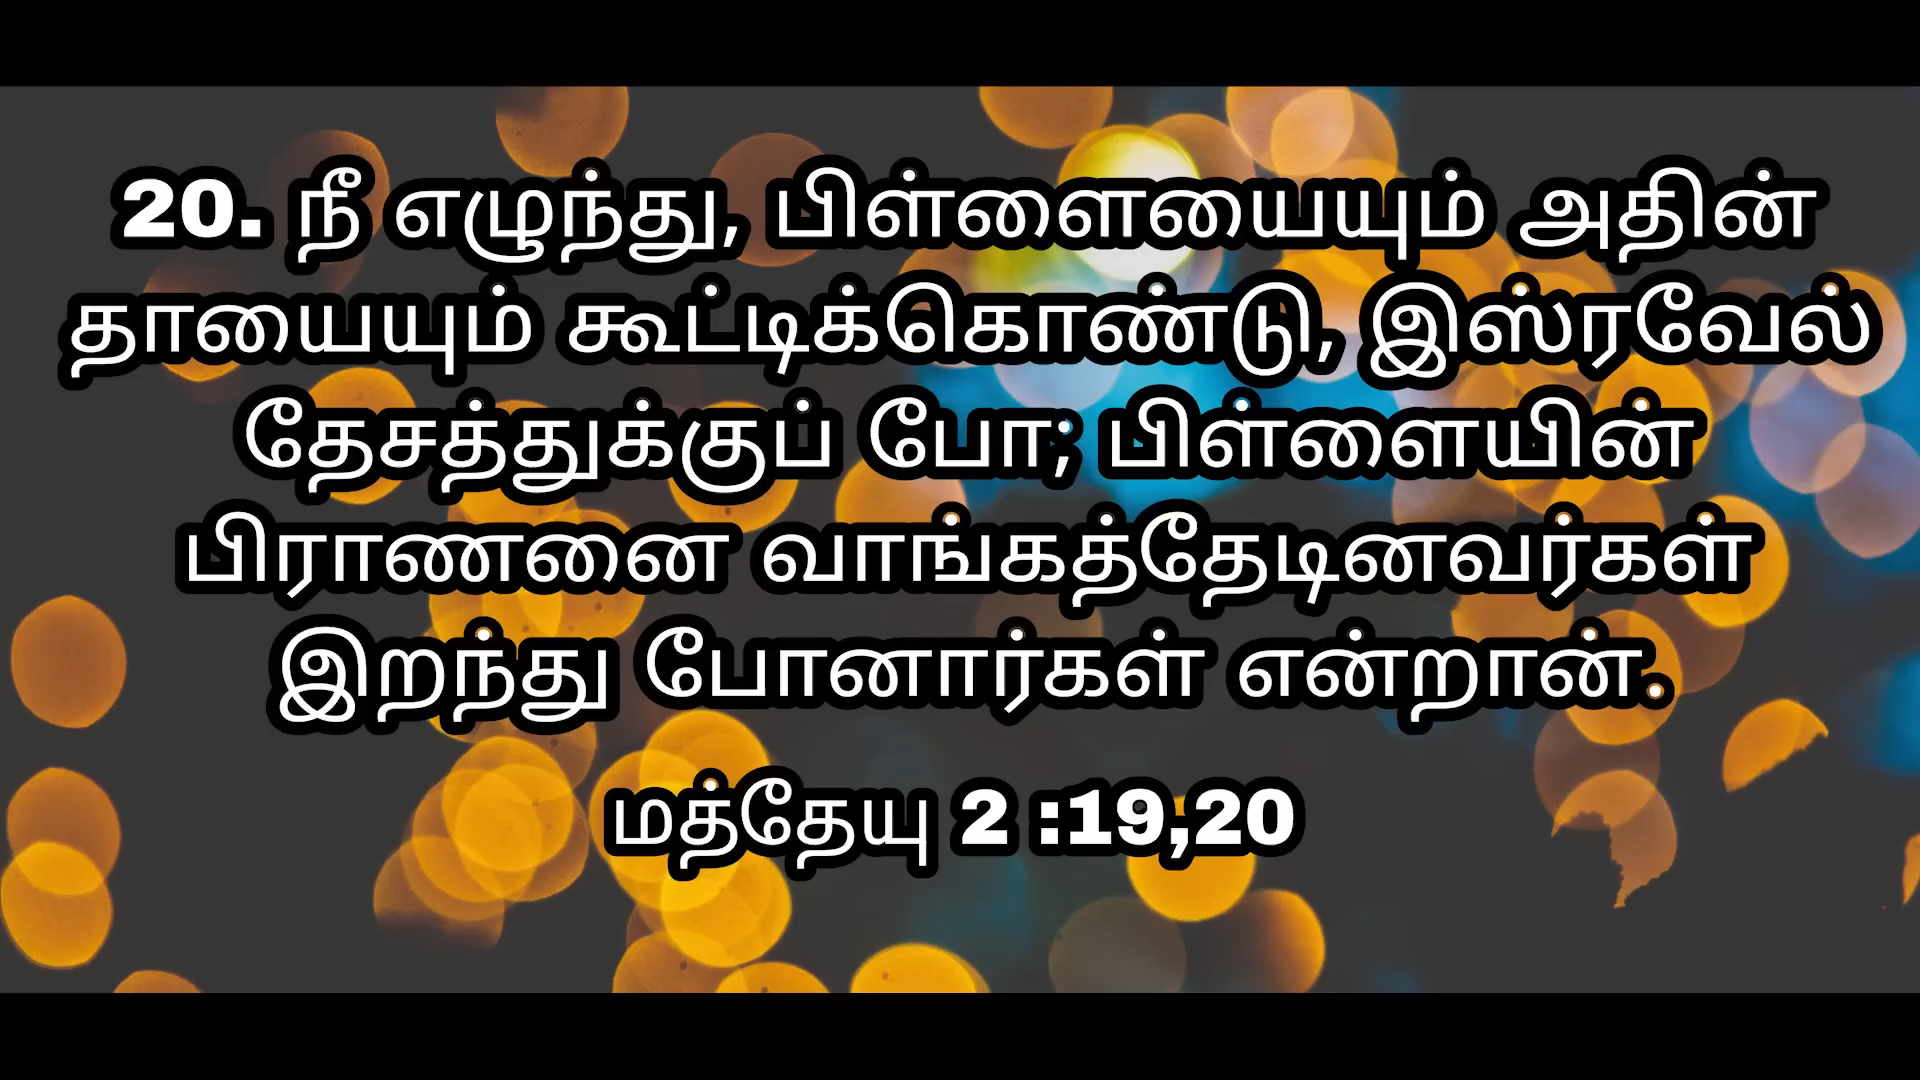 20. நீ எழுந்து, பிள்ளையையும் அதின்
தாயையும் கூட்டிக்கொண்டு, இஸ்ரவேல்
தேசத்துக்குப் போ; பிள்ளையின்
பிராணனை வாங்கத்தேடினவர்கள்
இறந்து போனார்கள் என்றான்.
மத்தேயு 2 :19,20